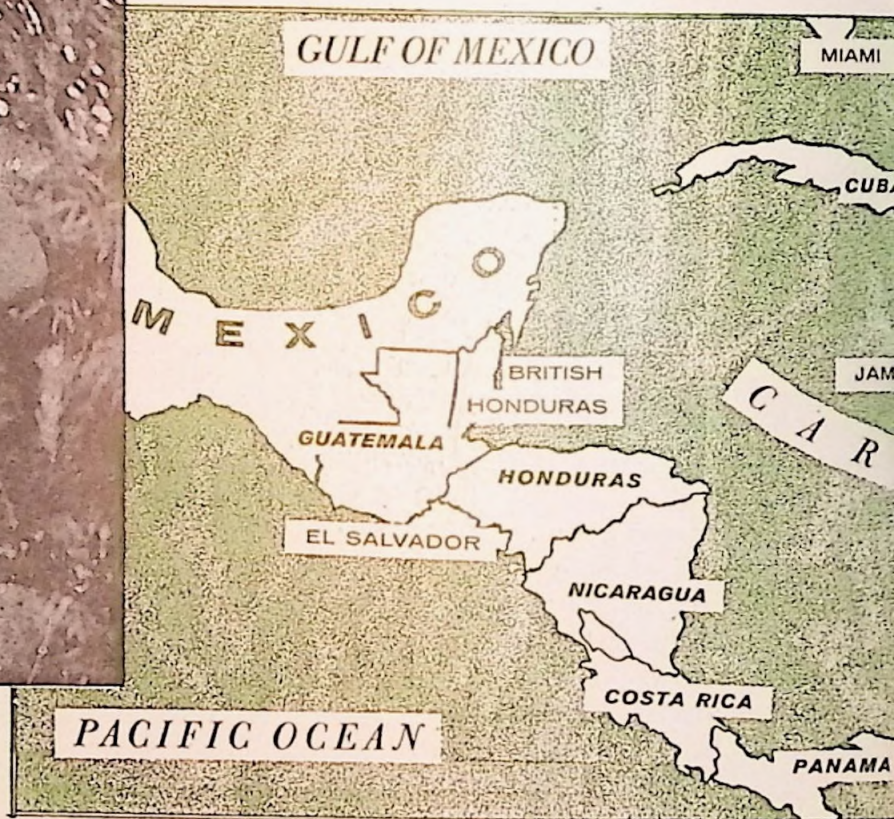 GULF OF MEXICO
MIAMI
CUBA
MEXICO
BRITISH
HONDURAS
JAM
CAR
GUATEMALA
HONDURAS
EL SALVADOR
NICARAGUA
COSTA RICA
PACIFIC OCEAN
PANAMA